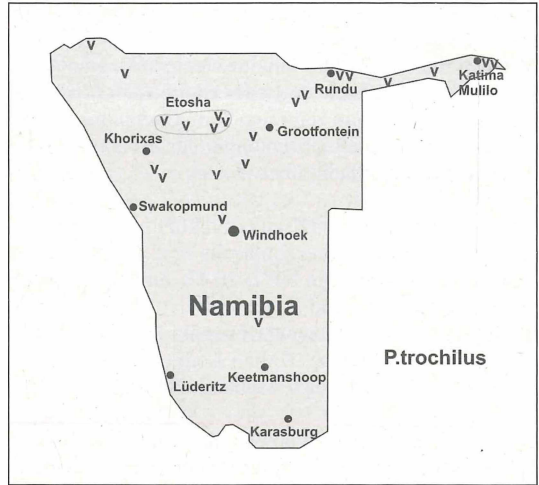 v
v
v v
Katima
Mulilo
v
v
v v
Rundu
v
v
Etosha
v
v
v
v
v
v
Grootfontein
Khorixas
v
v
v
v
v
Swakopmund
v
Windhoek
Namibia
v
P.trochilus
Lüderitz
Keetmanshoop
Karasburg